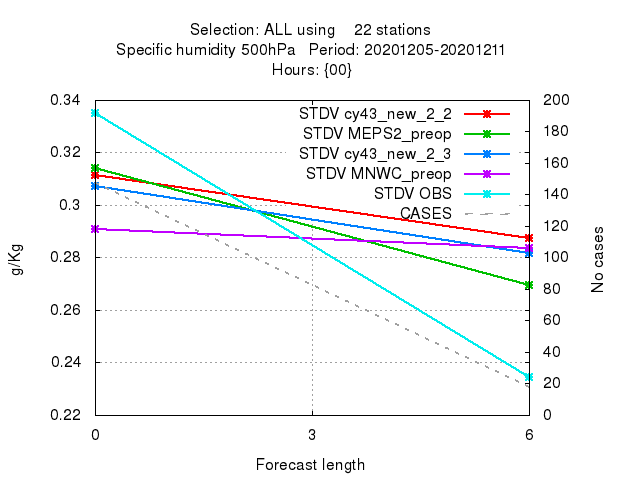 Selection: ALL using    22 stations
Specific humidity 500hPa   Period: 20201205-20201211
Hours: {00}
STDV cy43_new_2_2
STDV MEPS2_preop
STDV cy43_new_2_3
STDV MNWC_preop
STDV OBS
CASES
g/Kg
0.34
0.32
0.3
0.28
0.26
0.24
0.22
No cases
200
180
160
140
120
100
80
60
40
20
0
0 3 6
Forecast length